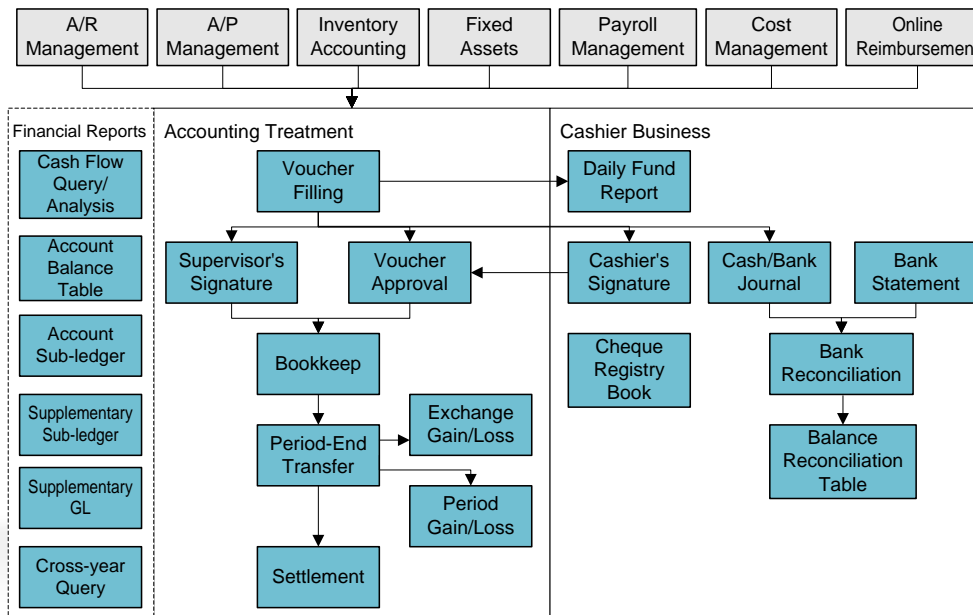 A/R
Management
A/P
Management
Inventory
Accounting
Fixed
Assets
Payroll
Management
Cost
Management
Online
Reimbursement
Financial Reports
Cash Flow
Query/
Analysis
Account
Balance
Table
Account
Sub-ledger
Supplementary
Sub-ledger
Supplementary
GL
Cross-year
Query
Accounting Treatment
Voucher
Filling
Supervisor's
Signature
Voucher
Approval
Bookkeep
Period-End
Transfer
Exchange
Gain/Loss
Period
Gain/Loss
Settlement
Cashier Business
Daily Fund
Report
Cashier's
Signature
Cash/Bank
Journal
Bank
Statement
Cheque
Registry
Book
Bank
Reconciliation
Balance
Reconciliation
Table